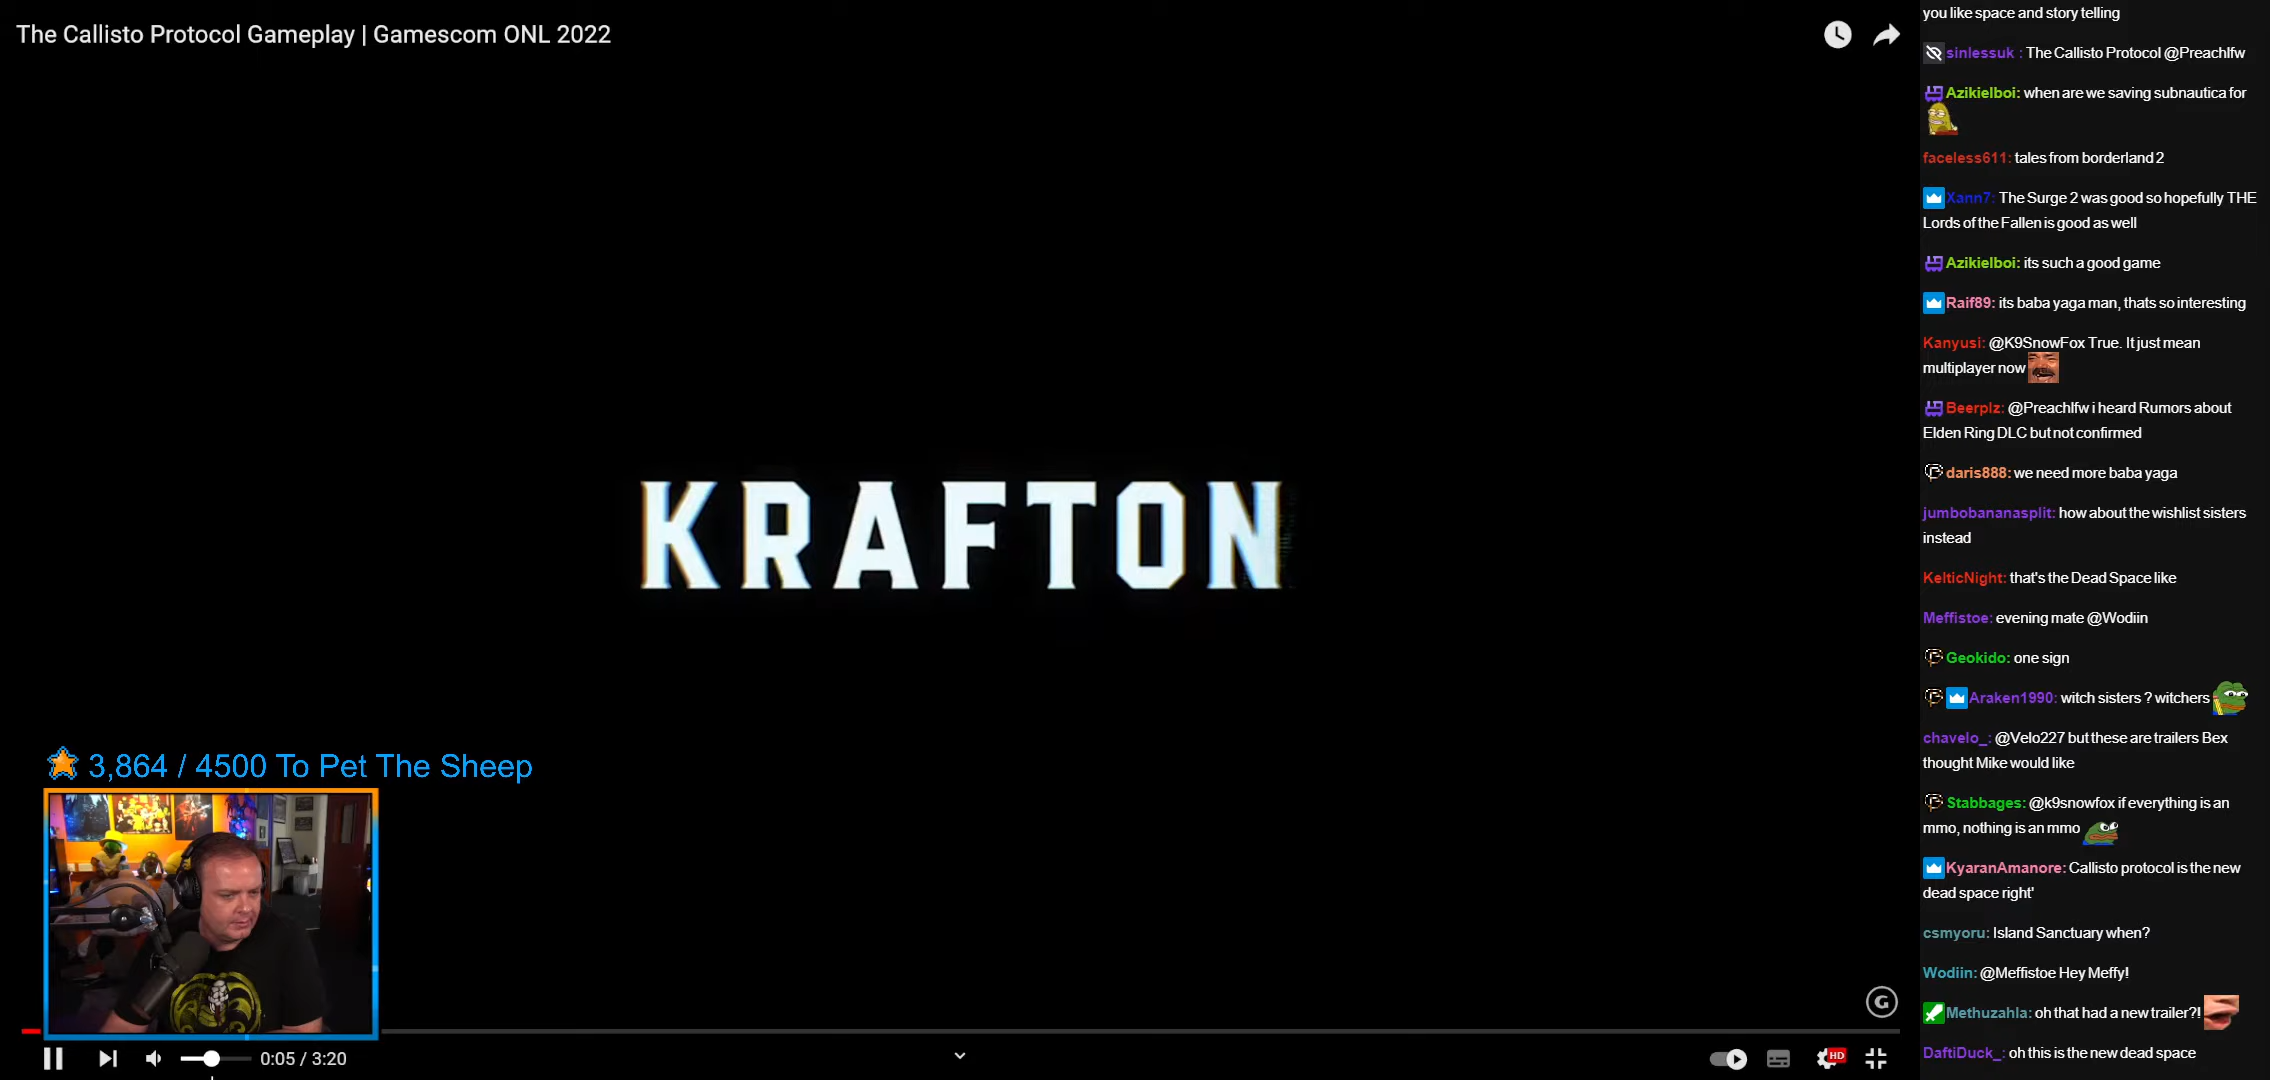 The Callisto Protocol Gameplay | Gamescom ONL 2022
KRAFTON
3,864 / 4500 To Pet The Sheep
0:05 / 3:20
HD
G
you like space and story telling
sinlessuk : The Callisto Protocol @Preachlfw
Azikielboi: when are we saving subnautica for
faceless611: tales from borderland 2
Xann7: The Surge 2 was good so hopefully THE
Lords of the Fallen is good as well
Azikielboi: its such a good game
Raif89: its baba yaga man, thats so interesting
Kanyusi: @K9SnowFox True. It just mean
multiplayer now
Beerplz: @Preachlfw i heard Rumors about
Elden Ring DLC but not confirmed
daris888: we need more baba yaga
jumbobananasplit: how about the wishlist sisters
instead
KelticNight: that's the Dead Space like
Meffistoe: evening mate @Wodiin
Geokido: one sign
Araken1990: witch sisters ? witchers
chavelo_: @Velo227 but these are trailers Bex
thought Mike would like
Stabbages: @k9snowfox if everything is an
mmo, nothing is an mmo
KyaranAmanore: Callisto protocol is the new
dead space right'
csmyoru: Island Sanctuary when?
Wodiin: @Meffistoe Hey Meffy!
Methuzahla: oh that had a new trailer?!
DaftiDuck_: oh this is the new dead space